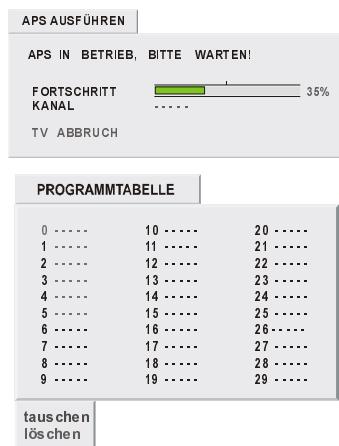 APS AUSFÜHREN
APS IN BETRIEB, BITTE WARTEN!
FORTSCHRITT 35%
KANAL - - - - -
TV ABBRUCH
PROGRAMMTABELLE
0 - - - - - 10 - - - - - 20 - - - - -
1 - - - - - 11 - - - - - 21 - - - - -
2 - - - - - 12 - - - - - 22 - - - - -
3 - - - - - 13 - - - - - 23 - - - - -
4 - - - - - 14 - - - - - 24 - - - - -
5 - - - - - 15 - - - - - 25 - - - - -
6 - - - - - 16 - - - - - 26 - - - - -
7 - - - - - 17 - - - - - 27 - - - - -
8 - - - - - 18 - - - - - 28 - - - - -
9 - - - - - 19 - - - - - 29 - - - - -
tauschen
löschen